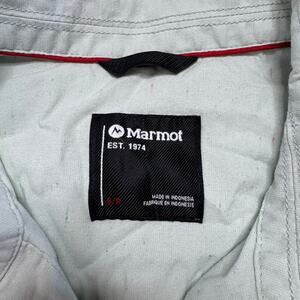 Marmot
EST. 1974
S/P
MADE IN INDONESIA
FABRIQUÉ EN INDONÉSIE